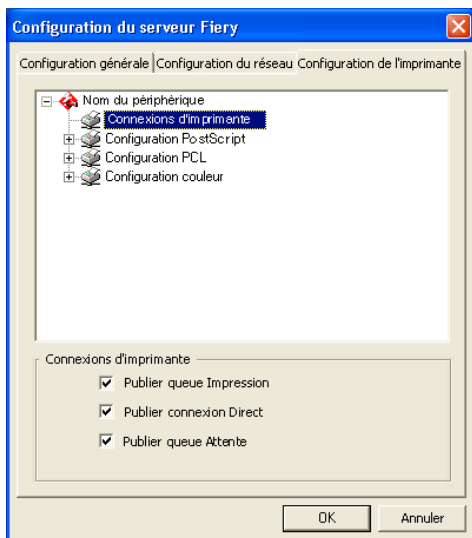 Configuration du serveur Fiery
Configuration générale Configuration du réseau Configuration de l'imprimante
Nom du périphérique
Connexions d'imprimante
Configuration PostScript
Configuration PCL
Configuration couleur
Connexions d'imprimante
Publier queue Impression
Publier connexion Direct
Publier queue Attente
OK Annuler